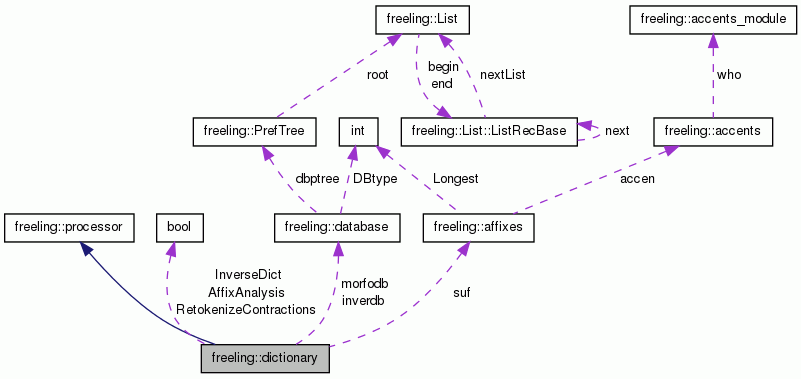 freeling::List
freeling::accents_module
root
begin
end
nextList
who
freeling::PrefTree
int
freeling::List::ListRecBase
next
freeling::accents
dbptree
DBtype
Longest
accen
freeling::processor
bool
freeling::database
freeling::affixes
InverseDict
AffixAnalysis
RetokenizeContractions
morfodb
inverdb
suf
freeling::dictionary